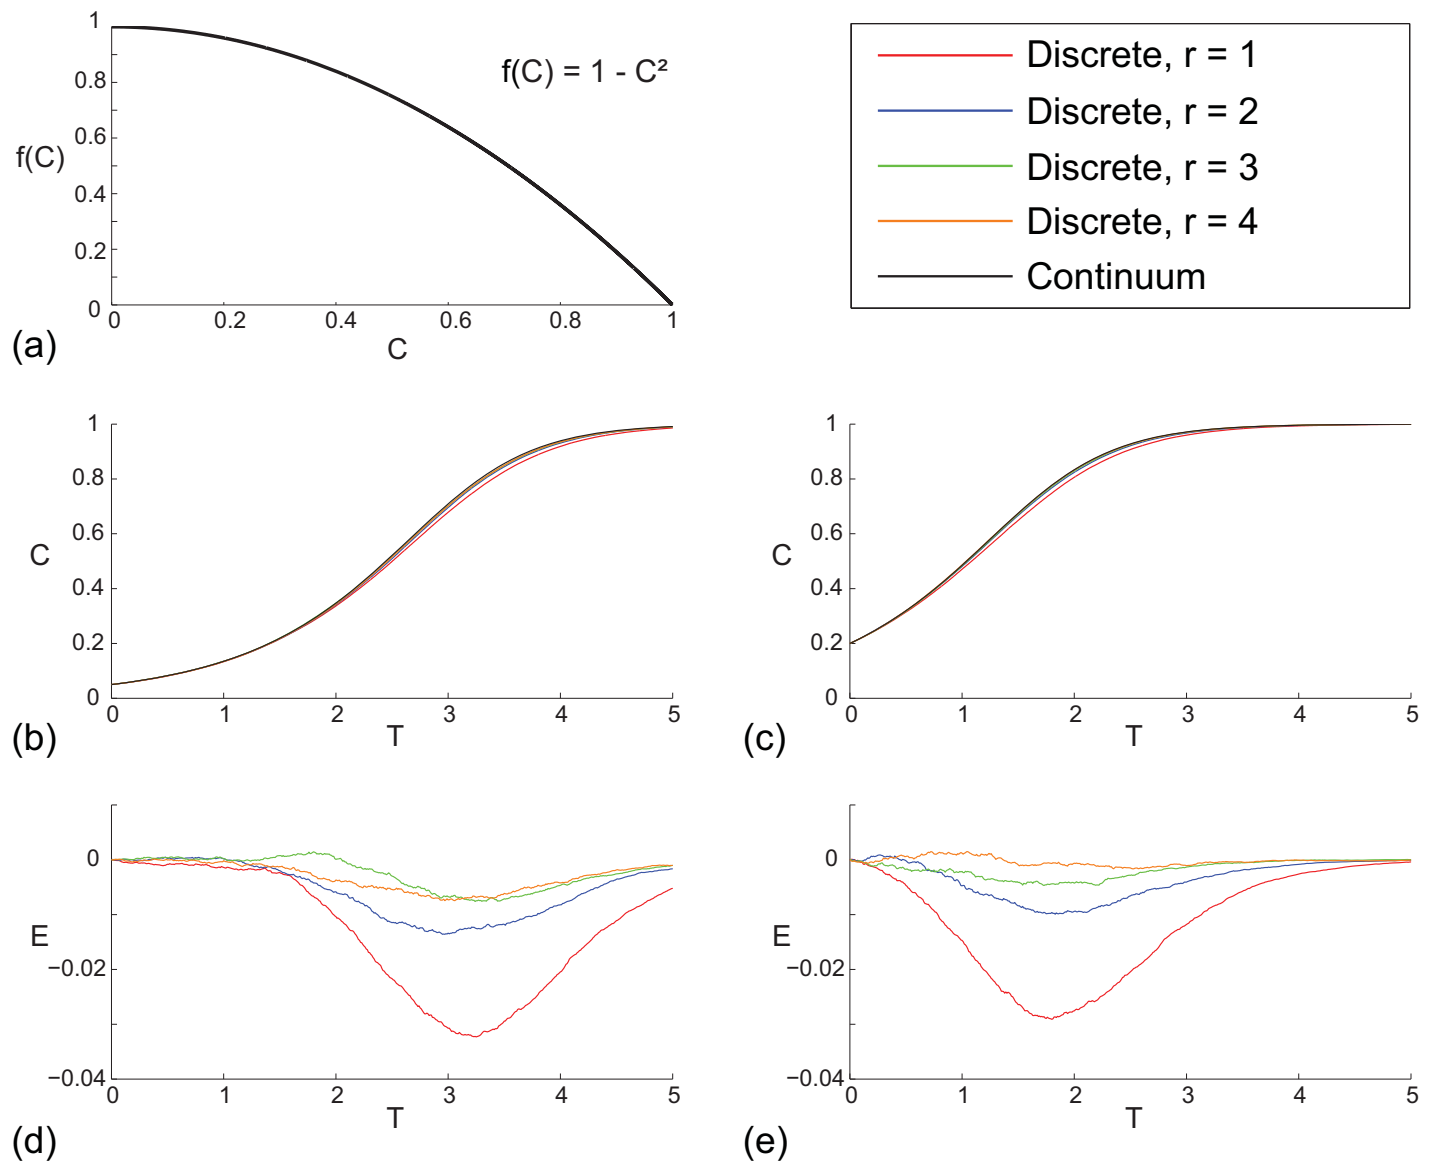 1
0.8
0.6
0.4
0.2
0
f(C)
f(C) = 1 - C²
0 0.2 0.4 0.6 0.8 1
C
(a)
Discrete, r = 1
Discrete, r = 2
Discrete, r = 3
Discrete, r = 4
Continuum
1
0.8
0.6
0.4
0.2
0
C
0 1 2 3 4 5
T
(b)
1
0.8
0.6
0.4
0.2
0
C
0 1 2 3 4 5
T
(c)
0
−0.02
−0.04
E
0 1 2 3 4 5
T
(d)
0
−0.02
−0.04
E
0 1 2 3 4 5
T
(e)